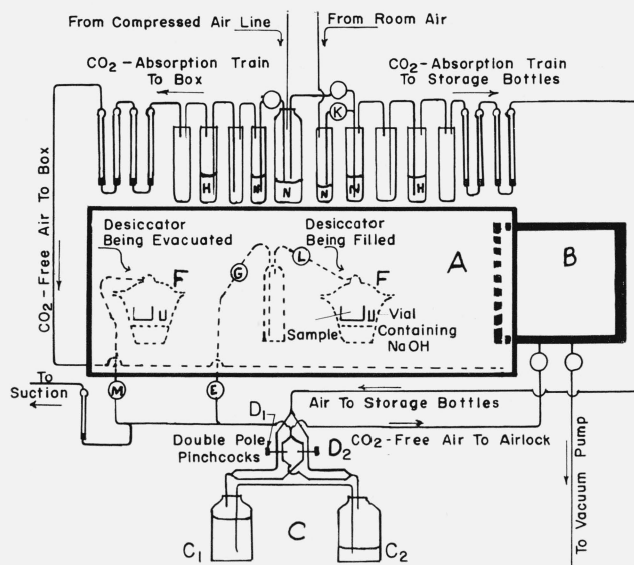 From Compressed Air Line
From Room Air
CO2-Absorption Train
To Box
CO2-Absorption Train
To Storage Bottles
K
H
N
N
N
N
H
CO2-Free Air To Box
Desiccator
Being Evacuated
F
G
L
Desiccator
Being Filled
F
A
B
Sample
Vial
Containing
NaOH
To
Suction
M
E
D1
Air To Storage Bottles
CO2-Free Air To Airlock
Double Pole
Pinchcocks
D2
C
C1
C2
To Vacuum Pump